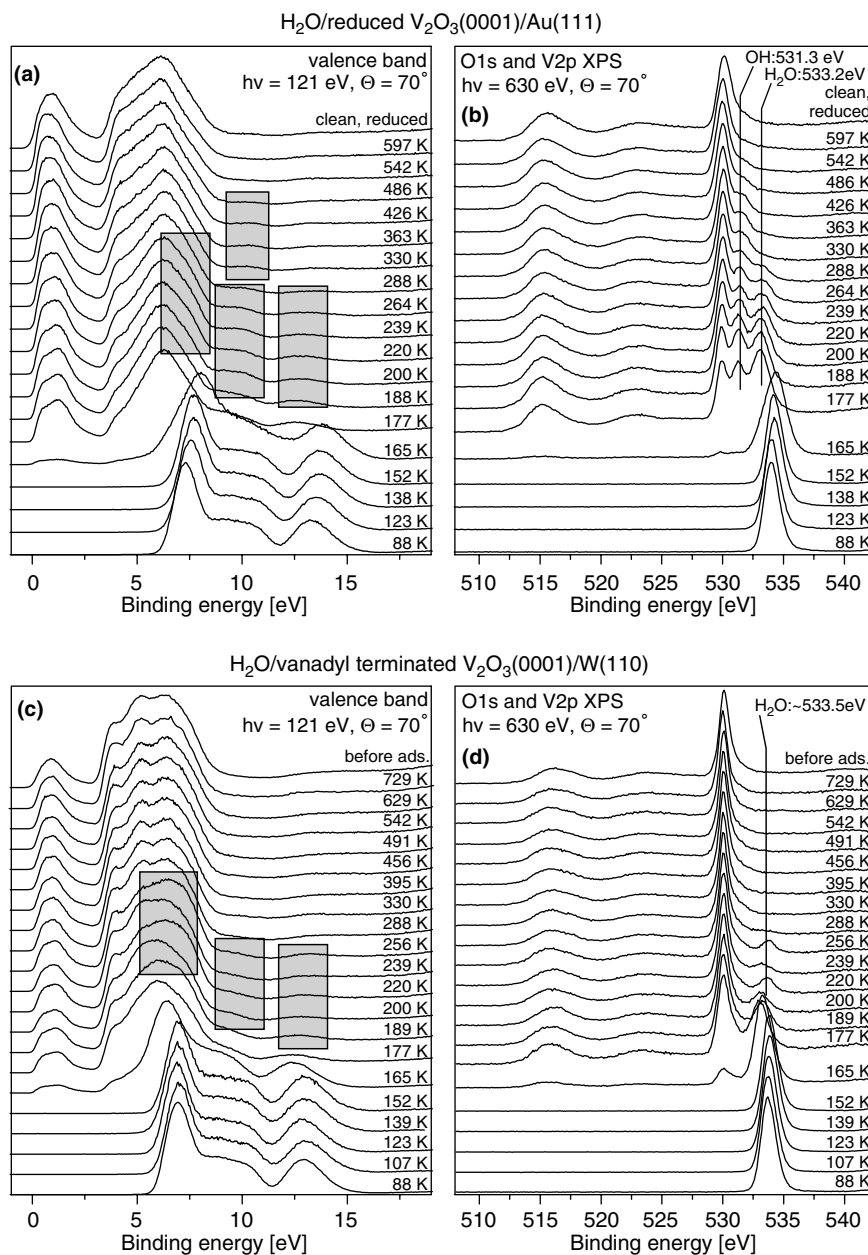 H₂O/reduced V₂O₃(0001)/Au(111)
(a)
valence band
hν = 121 eV, Θ = 70°
clean, reduced
597 K
542 K
486 K
426 K
363 K
330 K
288 K
264 K
239 K
220 K
200 K
188 K
177 K
165 K
152 K
138 K
123 K
88 K
0 5 10 15
Binding energy [eV]
O1s and V2p XPS
hν = 630 eV, Θ = 70°
(b)
OH:531.3 eV
H₂O:533.2eV
clean,
reduced
597 K
542 K
486 K
426 K
363 K
330 K
288 K
264 K
239 K
220 K
200 K
188 K
177 K
165 K
152 K
138 K
123 K
88 K
510 515 520 525 530 535 540
Binding energy [eV]
H₂O/vanadyl terminated V₂O₃(0001)/W(110)
(c)
valence band
hν = 121 eV, Θ = 70°
before ads.
729 K
629 K
542 K
491 K
456 K
395 K
330 K
288 K
256 K
239 K
220 K
200 K
189 K
177 K
165 K
152 K
139 K
123 K
107 K
88 K
0 5 10 15
Binding energy [eV]
O1s and V2p XPS
hν = 630 eV, Θ = 70°
(d)
H₂O:~533.5eV
before ads.
729 K
629 K
542 K
491 K
456 K
395 K
330 K
288 K
256 K
239 K
220 K
200 K
189 K
177 K
165 K
152 K
139 K
123 K
107 K
88 K
510 515 520 525 530 535 540
Binding energy [eV]